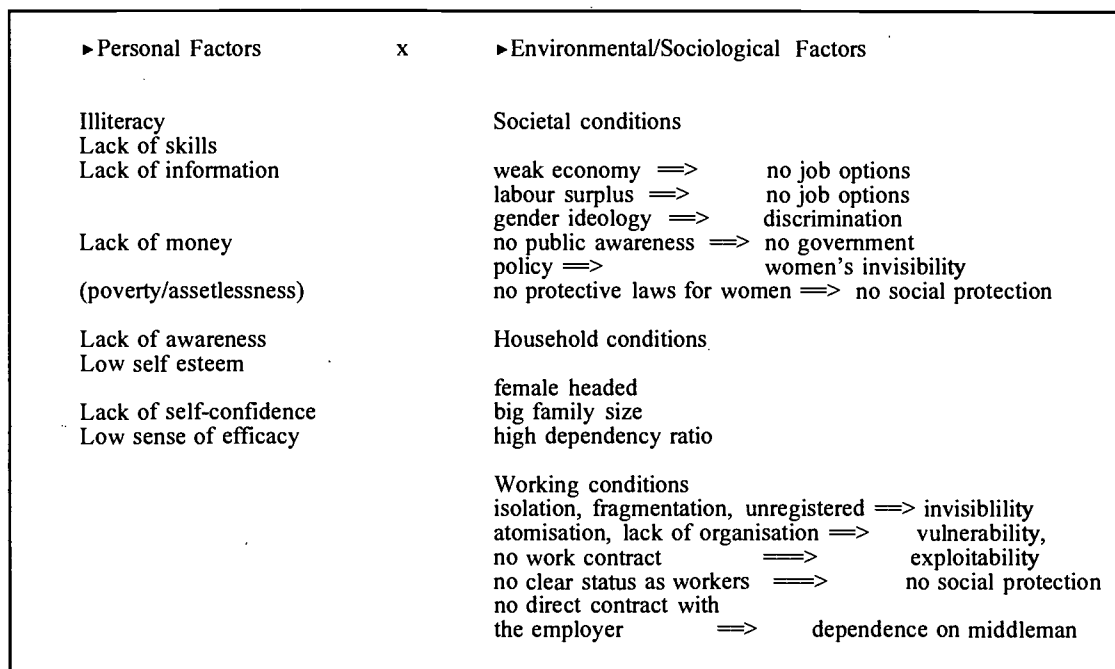 ►Personal Factors x ►Environmental/Sociological Factors
Illiteracy Societal conditions
Lack of skills
Lack of information weak economy ==> no job options
labour surplus ==> no job options
gender ideology ==> discrimination
Lack of money no public awareness ==> no government
policy ==> women's invisibility
(poverty/assetlessness) no protective laws for women ==> no social protection
Lack of awareness Household conditions
Low self esteem
female headed
Lack of self-confidence big family size
Low sense of efficacy high dependency ratio
Working conditions
isolation, fragmentation, unregistered ==> invisiblility
atomisation, lack of organisation ==> vulnerability,
no work contract ===> exploitability
no clear status as workers ===> no social protection
no direct contract with
the employer ==> dependence on middleman